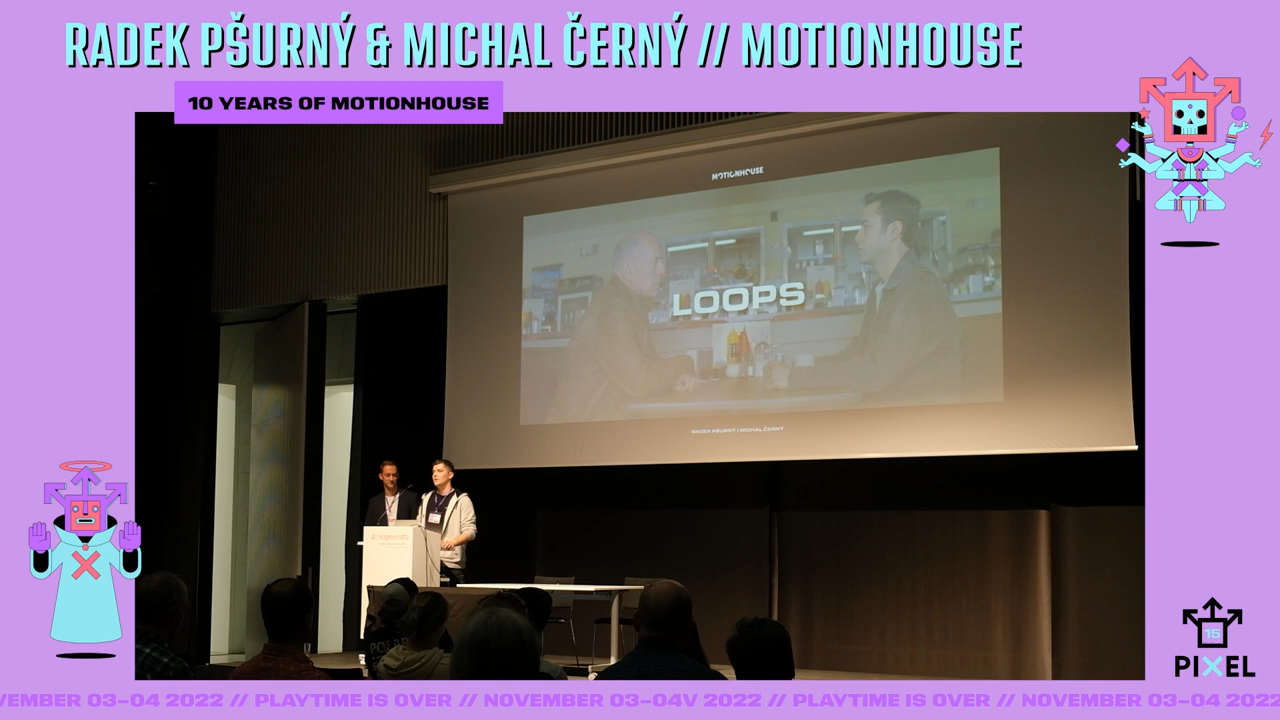 RADEK PŠURNÝ & MICHAL ČERNÝ // MOTIONHOUSE
10 YEARS OF MOTIONHOUSE
MOTIONHOUSE
LOOPS
RADEK PŠURNÝ | MICHAL ČERNÝ
15
PIXEL
VEMBER 03–04 2022 // PLAYTIME IS OVER // NOVEMBER 03–04V 2022 // PLAYTIME IS OVER // NOVEMBER 03–04 2022